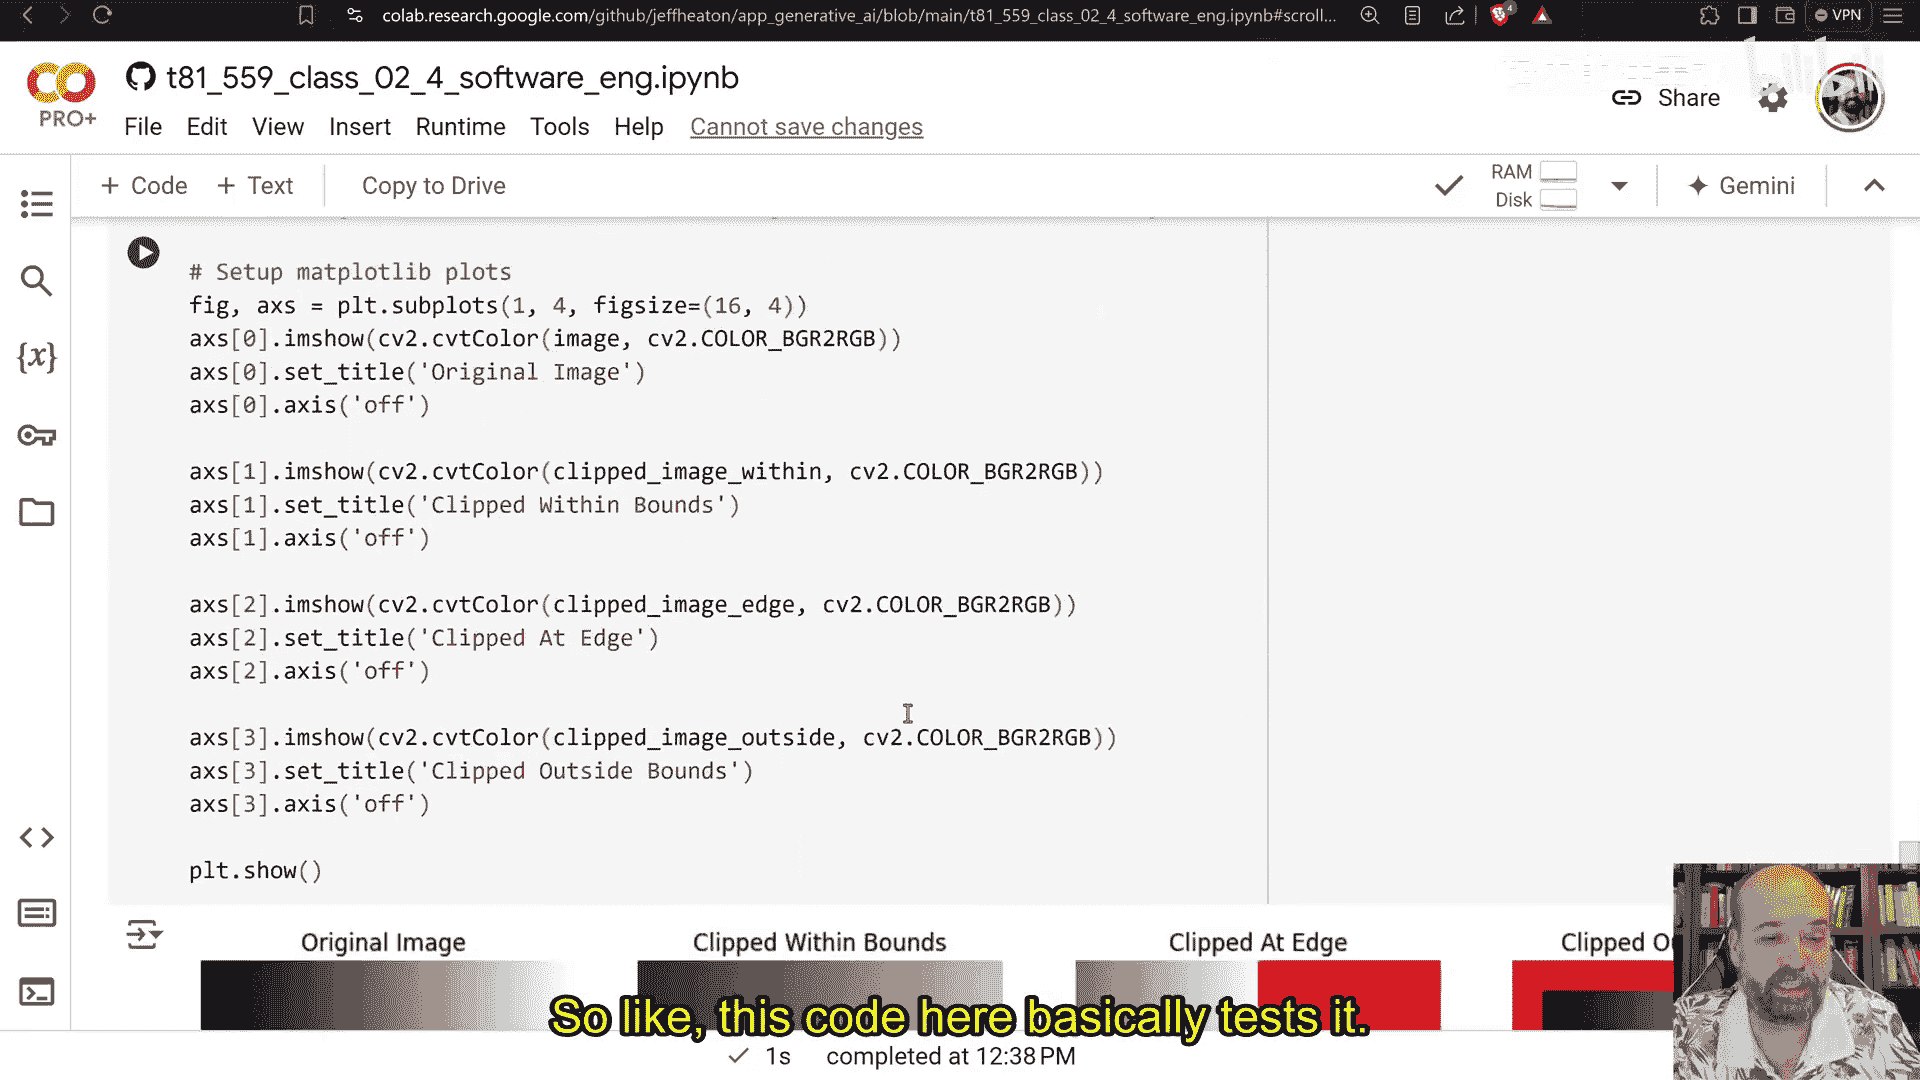 colab.research.google.com/github/jeffheaton/app_generative_ai/blob/main/t81_559_class_02_4_software_eng.ipynb#scroll...
4
VPN
t81_559_class_02_4_software_eng.ipynb
PRO+
File Edit View Insert Runtime Tools Help Cannot save changes
Share
+ Code + Text Copy to Drive
RAM
Disk
Gemini
# Setup matplotlib plots
fig, axs = plt.subplots(1, 4, figsize=(16, 4))
axs[0].imshow(cv2.cvtColor(image, cv2.COLOR_BGR2RGB))
axs[0].set_title('Original Image')
axs[0].axis('off')
axs[1].imshow(cv2.cvtColor(clipped_image_within, cv2.COLOR_BGR2RGB))
axs[1].set_title('Clipped Within Bounds')
axs[1].axis('off')
axs[2].imshow(cv2.cvtColor(clipped_image_edge, cv2.COLOR_BGR2RGB))
axs[2].set_title('Clipped At Edge')
axs[2].axis('off')
axs[3].imshow(cv2.cvtColor(clipped_image_outside, cv2.COLOR_BGR2RGB))
axs[3].set_title('Clipped Outside Bounds')
axs[3].axis('off')
plt.show()
Original Image Clipped Within Bounds Clipped At Edge Clipped
So like, this code here basically tests it.
1s completed at 12:38 PM